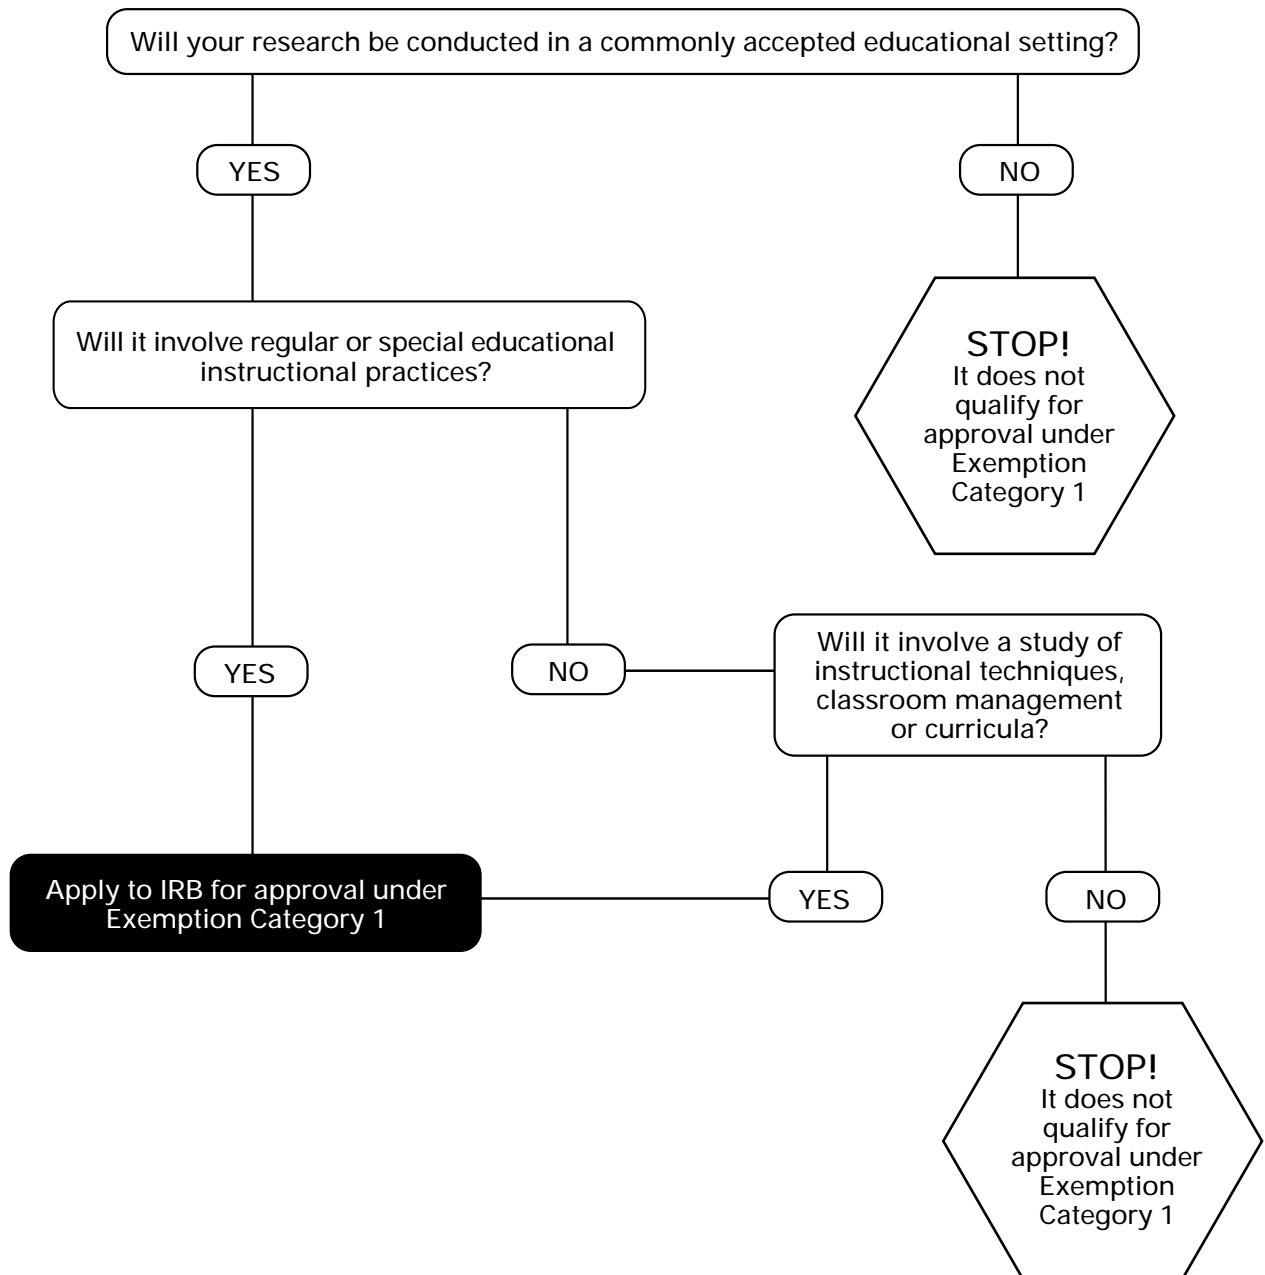 Will your research be conducted in a commonly accepted educational setting?
YES
NO
Will it involve regular or special educational
instructional practices?
STOP!
It does not
qualify for
approval under
Exemption
Category 1
YES
NO
Will it involve a study of
instructional techniques,
classroom management
or curricula?
Apply to IRB for approval under
Exemption Category 1
YES
NO
STOP!
It does not
qualify for
approval under
Exemption
Category 1